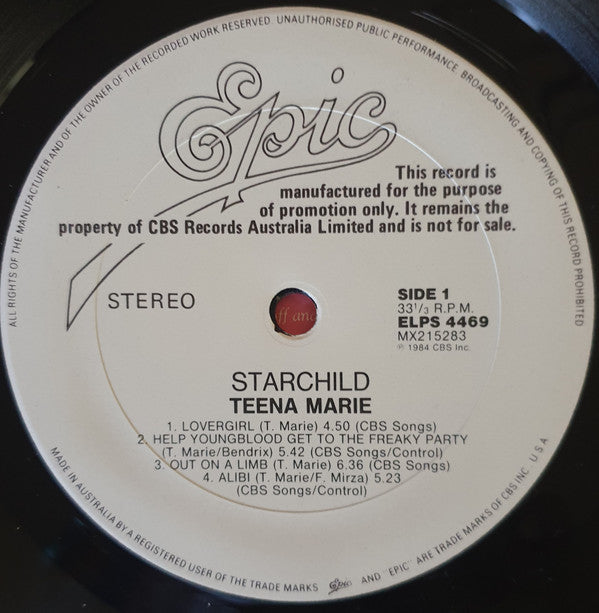 ALL RIGHTS OF THE MANUFACTURER AND OF THE OWNER OF THE RECORDED WORK RESERVED. UNAUTHORISED PUBLIC PERFORMANCE, BROADCASTING AND COPYING OF THIS RECORD PROHIBITED
Epic
This record is
manufactured for the purpose
of promotion only. It remains the
property of CBS Records Australia Limited and is not for sale.
STEREO
SIDE 1
33 1/3 R.P.M.
ELPS 4469
MX215283
℗ 1984 CBS Inc.
ff and
STARCHILD
TEENA MARIE
1. LOVERGIRL (T. Marie) 4.50 (CBS Songs)
2. HELP YOUNGBLOOD GET TO THE FREAKY PARTY
(T. Marie/Bendrix) 5.42 (CBS Songs/Control)
3. OUT ON A LIMB (T. Marie) 6.36 (CBS Songs)
4. ALIBI (T. Marie/F. Mirza) 5.23
(CBS Songs/Control)
MADE IN AUSTRALIA BY A REGISTERED USER OF THE TRADE MARKS Epic AND "EPIC" ARE TRADE MARKS OF CBS INC. U S A